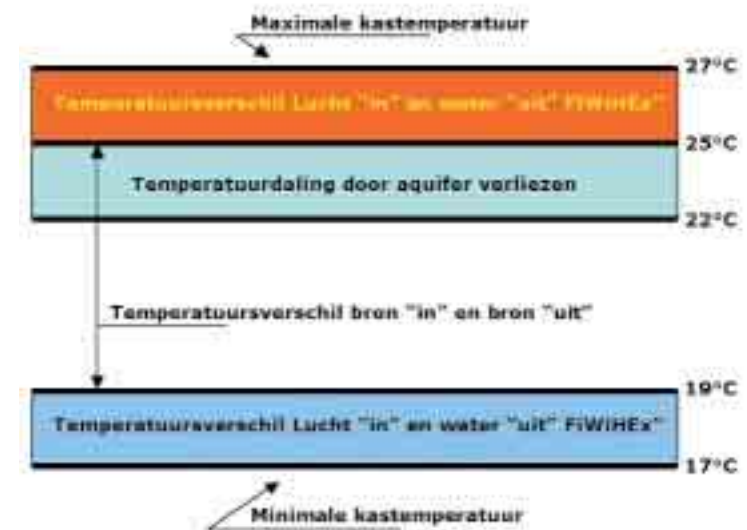 Maximale kastemperatuur
27°C
Temperatuursverschil Lucht "in" en water "uit" FiWiHEx"
25°C
Temperatuurdaling door aquifer verliezen
22°C
Temperatuursverschil bron "in" en bron "uit"
19°C
Temperatuursverschil Lucht "in" en water "uit" FiWiHEx"
17°C
Minimale kastemperatuur